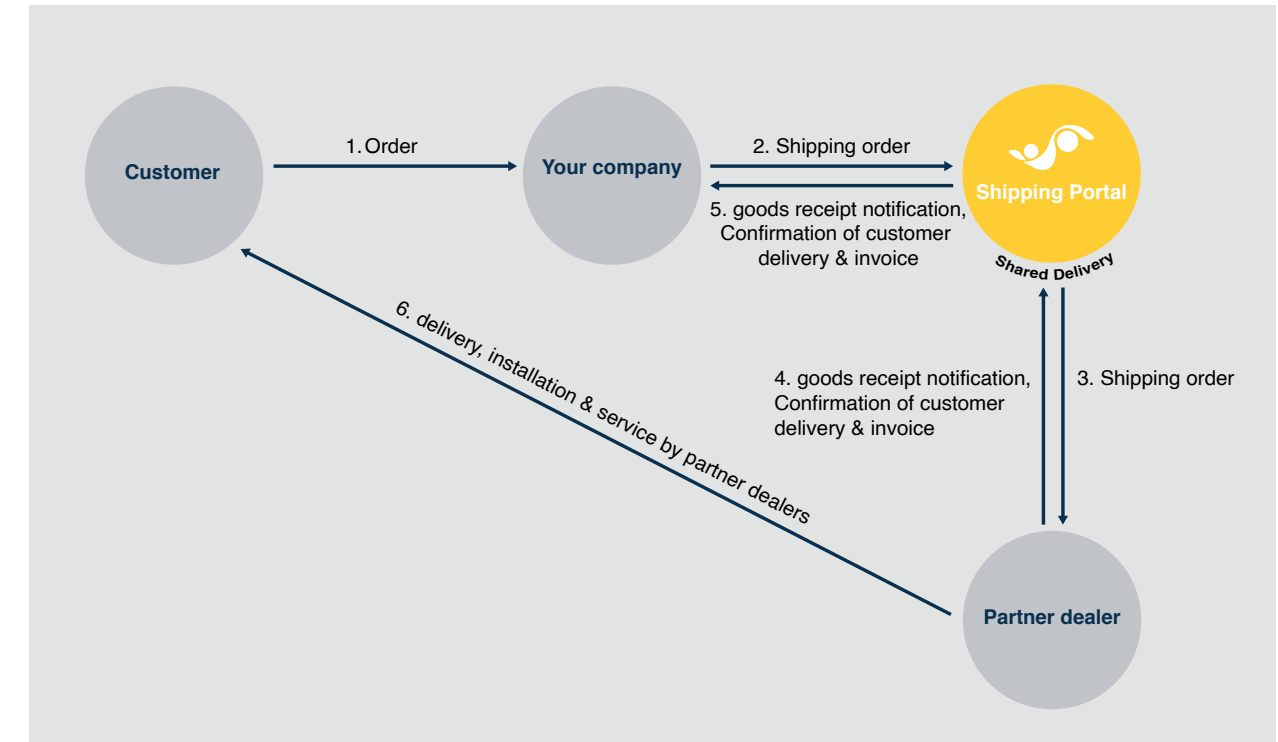 1. Order
2. Shipping order
Customer
Your company
Shipping Portal
5. goods receipt notification,
Confirmation of customer
delivery & invoice
Shared Delivery
6. delivery, installation & service by partner dealers
4. goods receipt notification,
Confirmation of customer
delivery & invoice
3. Shipping order
Partner dealer